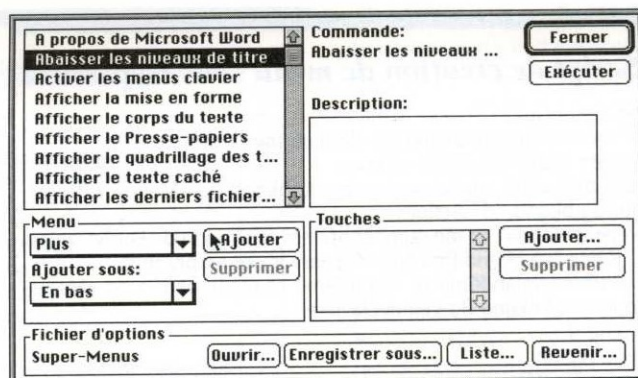 A propos de Microsoft Word
Abaisser les niveaux de titre
Activer les menus clavier
Afficher la mise en forme
Afficher le corps du texte
Afficher le Presse-papiers
Afficher le quadrillage des t...
Afficher le texte caché
Afficher les derniers fichier...
Commande:
Abaisser les niveaux ...
Fermer
Exécuter
Description:
Menu
Plus
Ajouter
Ajouter sous:
Supprimer
En bas
Touches
Ajouter...
Supprimer
Fichier d'options
Super-Menus
Ouvrir...
Enregistrer sous...
Liste...
Revenir...